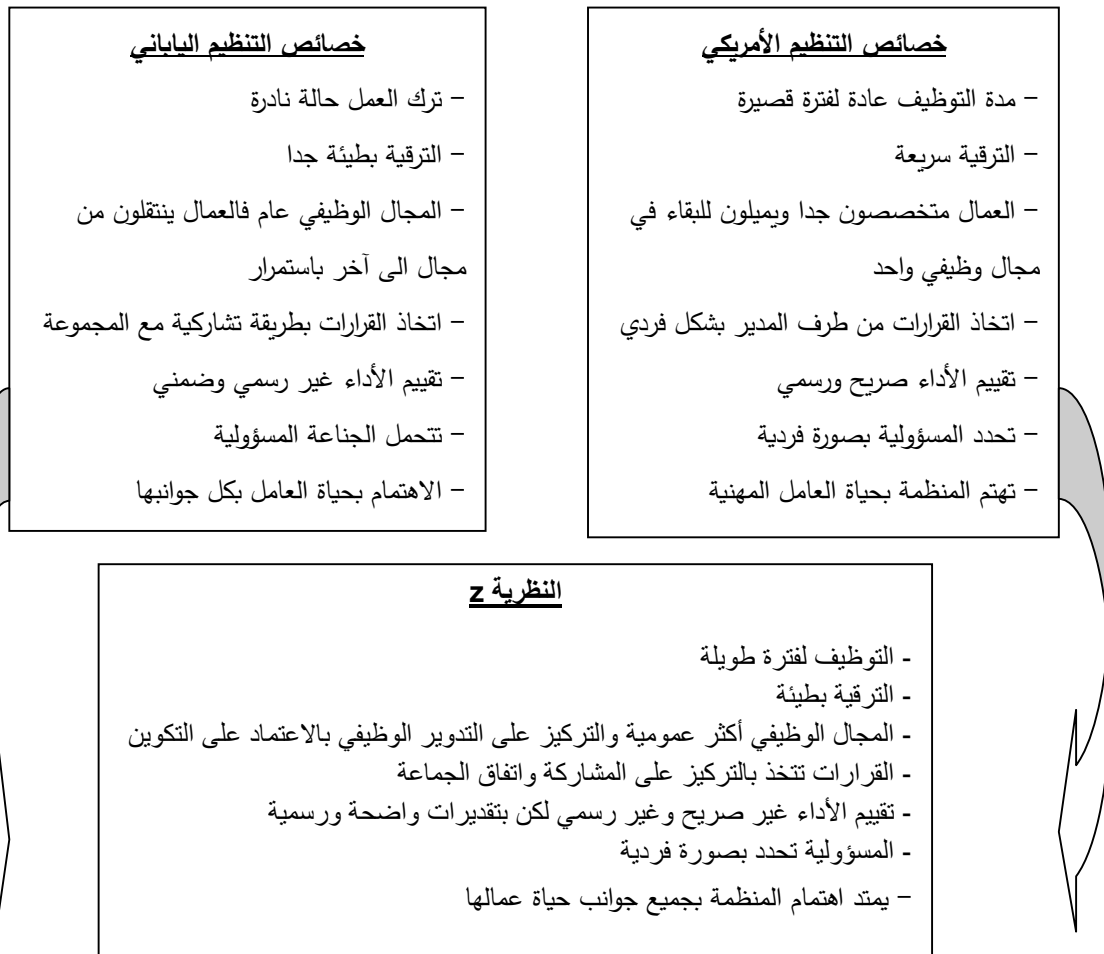 خصائص التنظيم الأمريكي
– مدة التوظيف عادة لفترة قصيرة
– الترقية سريعة
– العمال متخصصون جدا ويميلون للبقاء في
مجال وظيفي واحد
– اتخاذ القرارات من طرف المدير بشكل فردي
– تقييم الأداء صريح ورسمي
– تحدد المسؤولية بصورة فردية
– تهتم المنظمة بحياة العامل المهنية
خصائص التنظيم الياباني
– ترك العمل حالة نادرة
– الترقية بطيئة جدا
– المجال الوظيفي عام فالعمال ينتقلون من
مجال الى آخر باستمرار
– اتخاذ القرارات بطريقة تشاركية مع المجموعة
– تقييم الأداء غير رسمي وضمني
– تتحمل الجناعة المسؤولية
– الاهتمام بحياة العامل بكل جوانبها
النظرية z
- التوظيف لفترة طويلة
- الترقية بطيئة
- المجال الوظيفي أكثر عمومية والتركيز على التدوير الوظيفي بالاعتماد على التكوين
- القرارات تتخذ بالتركيز على المشاركة واتفاق الجماعة
- تقييم الأداء غير صريح وغير رسمي لكن بتقديرات واضحة ورسمية
- المسؤولية تحدد بصورة فردية
– يمتد اهتمام المنظمة بجميع جوانب حياة عمالها